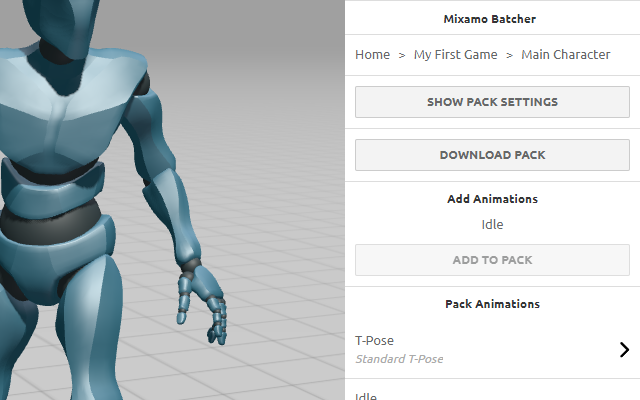 Mixamo Batcher
Home > My First Game > Main Character
SHOW PACK SETTINGS
DOWNLOAD PACK
Add Animations
Idle
ADD TO PACK
Pack Animations
T-Pose
Standard T-Pose
Idle